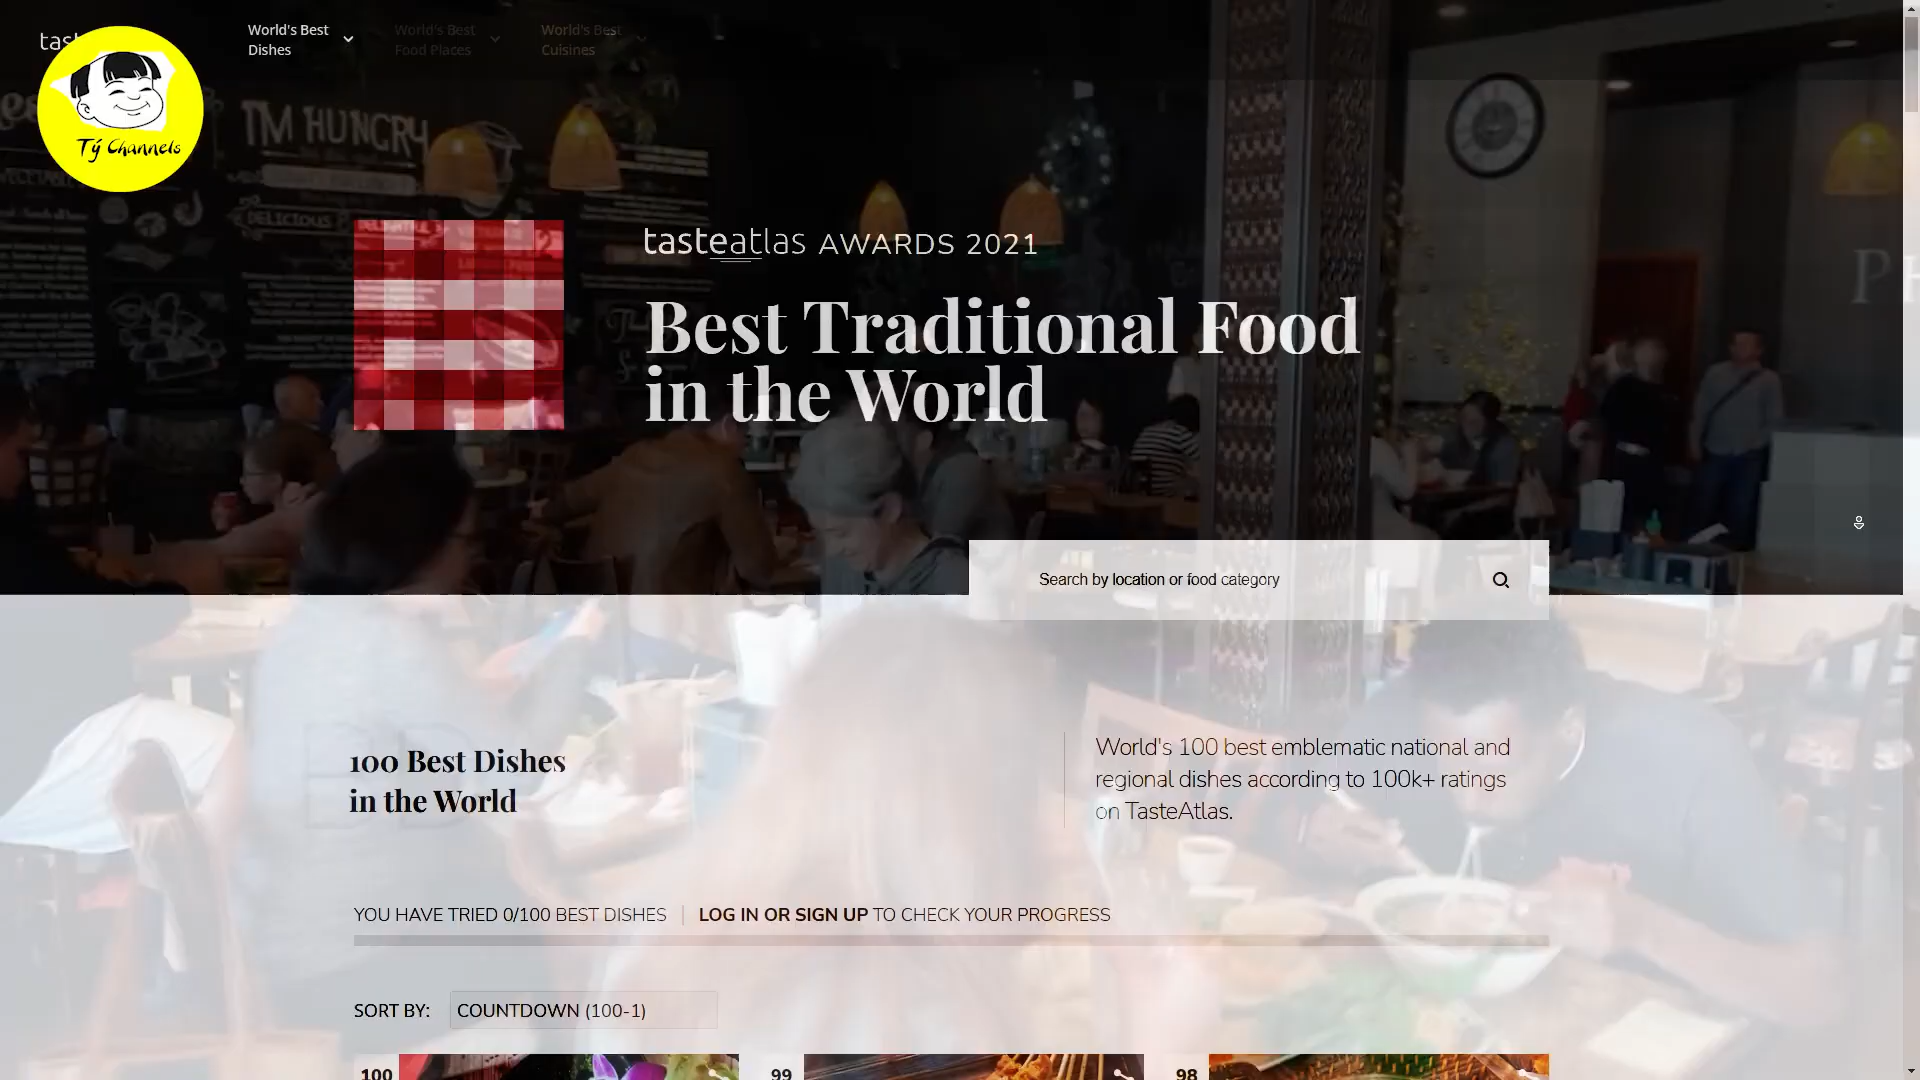 World's Best
Dishes
World's Best
Food Places
World's Best
Cuisines
Tý Channels
I'M HUNGRY
DELICIOUS
tasteatlas AWARDS 2021
Best Traditional Food
in the World
Search by location or food category
100 Best Dishes
in the World
World's 100 best emblematic national and
regional dishes according to 100k+ ratings
on TasteAtlas.
YOU HAVE TRIED 0/100 BEST DISHES
LOG IN OR SIGN UP TO CHECK YOUR PROGRESS
SORT BY:
COUNTDOWN (100-1)
100
99
98